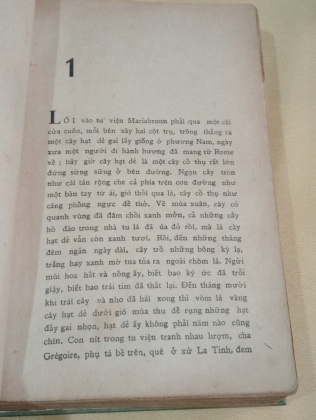 1
LỐI vào tu viện Mariabronn phải qua một cái
cửa cuốn, mỗi bên xây hai cột trụ, trông thẳng ra
một cây hạt dẻ gai lấy giống ở phương Nam, ngày
xưa một người đi hành hương đã mang từ Rome
về ; bây giờ cây hạt dẻ là một cây cổ thụ rất lớn
đứng sừng sững ở bên đường. Ngọn cây tròn
như cái tán rộng che cả phía trên con đường như
một bàn tay từ ái, gió thổi qua lá, cây cổ thụ như
căng phồng ngực để thở. Về mùa xuân, cây cỏ
quanh vùng đã đâm chồi xanh mởn, cả những cây
hồ đào trong nhà tu lá đã úa đỏ rồi, mà là cây
hạt dẻ vẫn còn xanh tươi. Rồi, đến những tháng
đêm ngắn ngày dài, cây trổ những bông kỳ lạ,
trắng hay xanh mờ tua tủa ra ngoài chòm lá. Ngửi
mùi hoa hắt và nồng ấy, biết bao ký ức đã trỗi
giậy, biết bao trái tim đã thắt lại. Đến tháng mười
khi trái cây và nho đã hái xong thì vòm lá vàng
cây hạt dẻ dưới gió mùa thu để rụng những hạt
đầy gai nhọn, hạt dẻ ấy không phải năm nào cũng
chín. Con nít trong tu viện tranh nhau lượm, cha
Grégoire, phụ tá bề trên, quê ở xứ La Tinh, đem